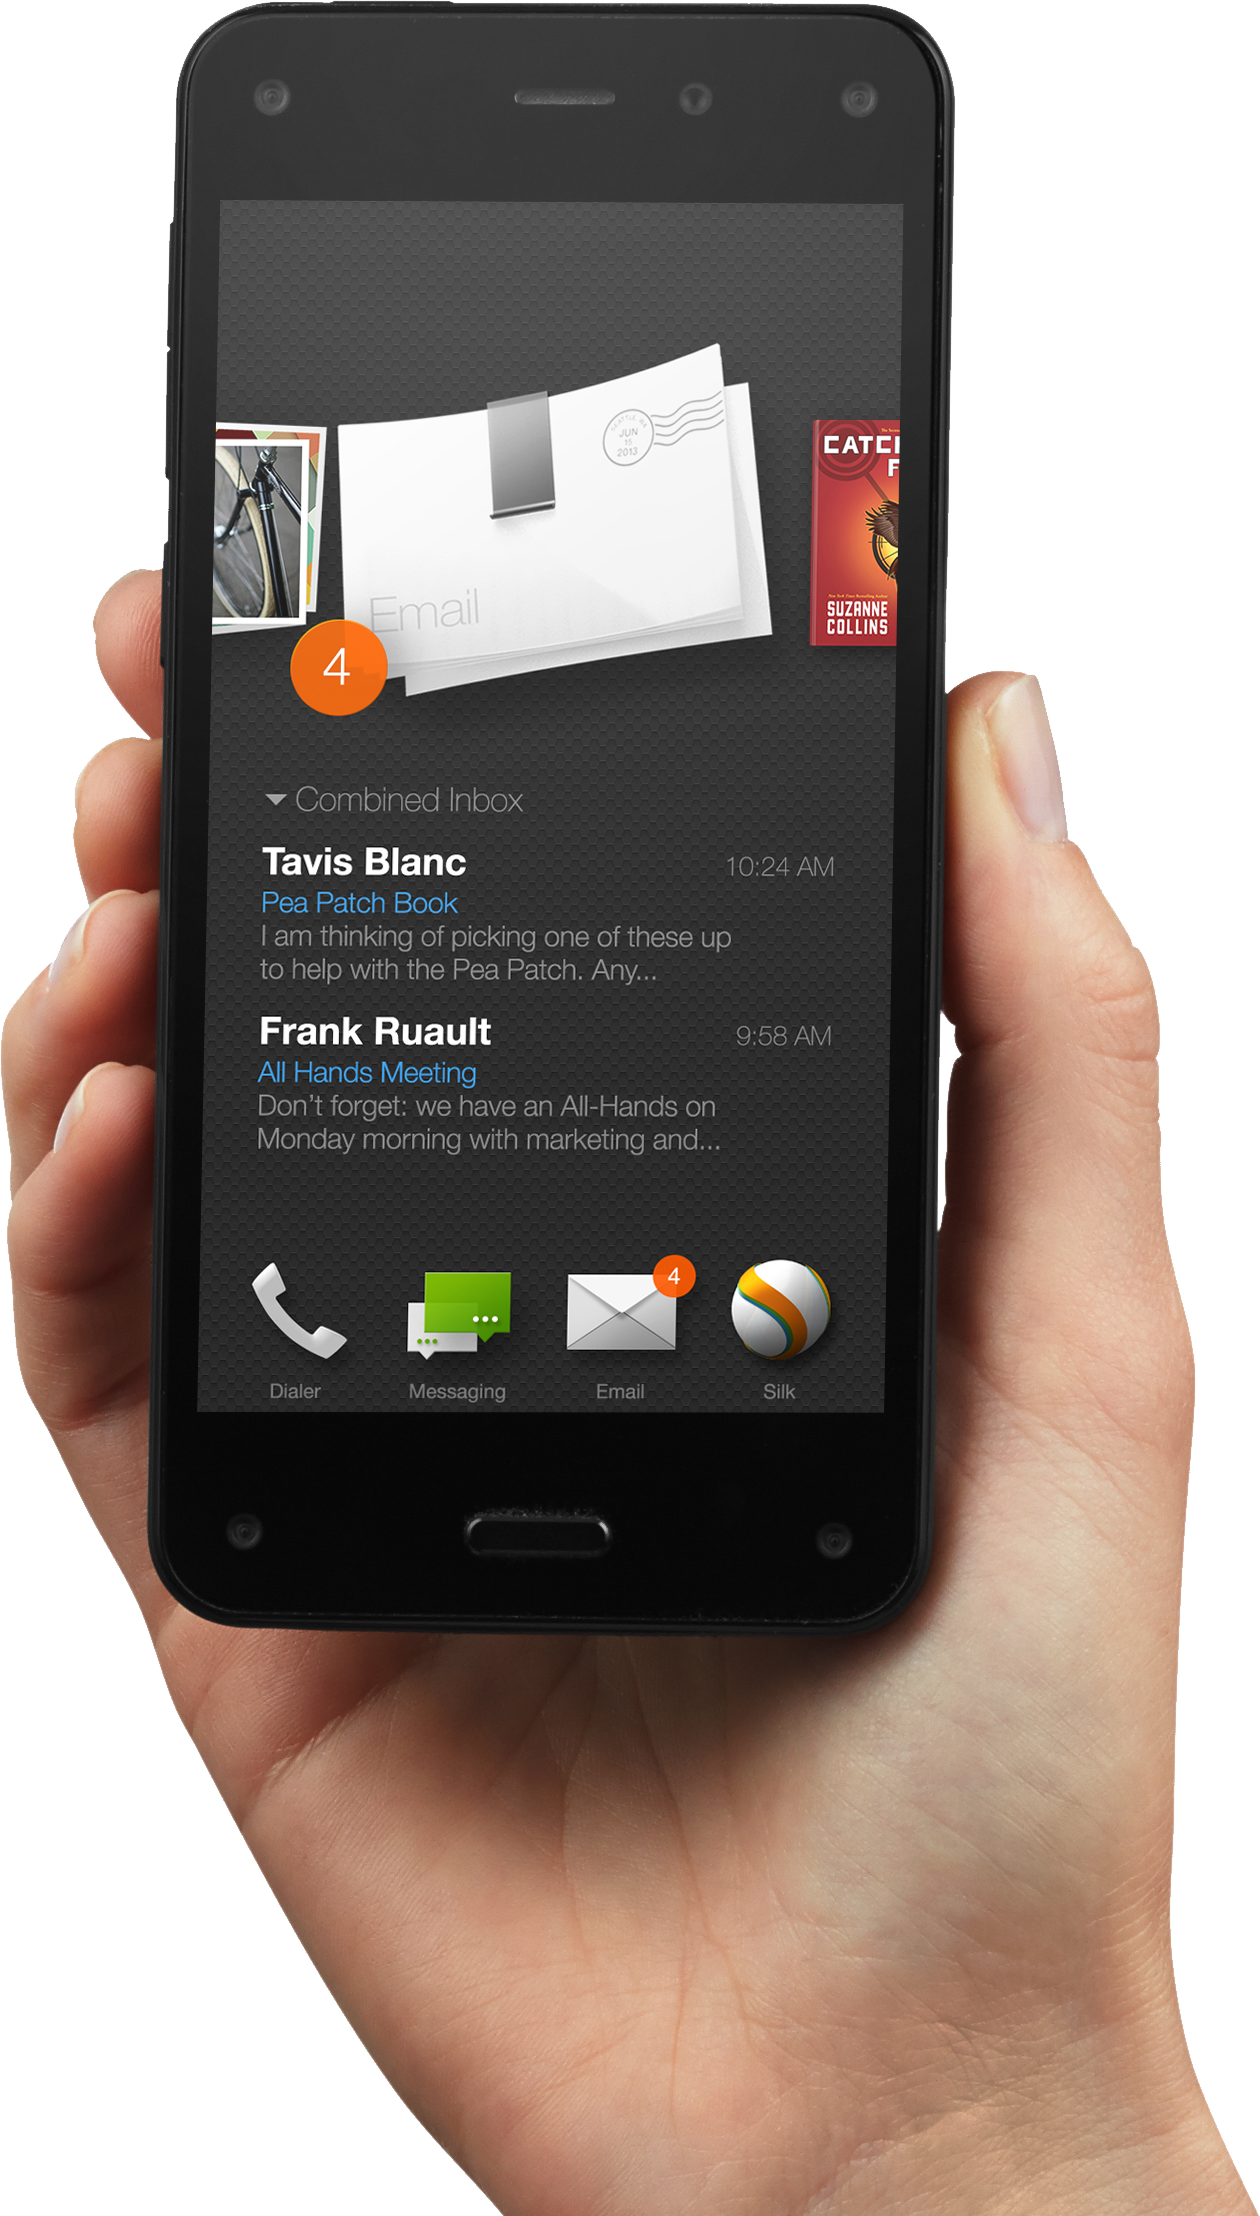 SEATTLE, WA
JUN
15
2013
CATC
F
Email
SUZANNE
COLLINS
4
Combined Inbox
Tavis Blanc
10:24 AM
Pea Patch Book
I am thinking of picking one of these up
to help with the Pea Patch. Any...
Frank Ruault
9:58 AM
All Hands Meeting
Don't forget: we have an All-Hands on
Monday morning with marketing and...
4
Dialer
Messaging
Email
Silk